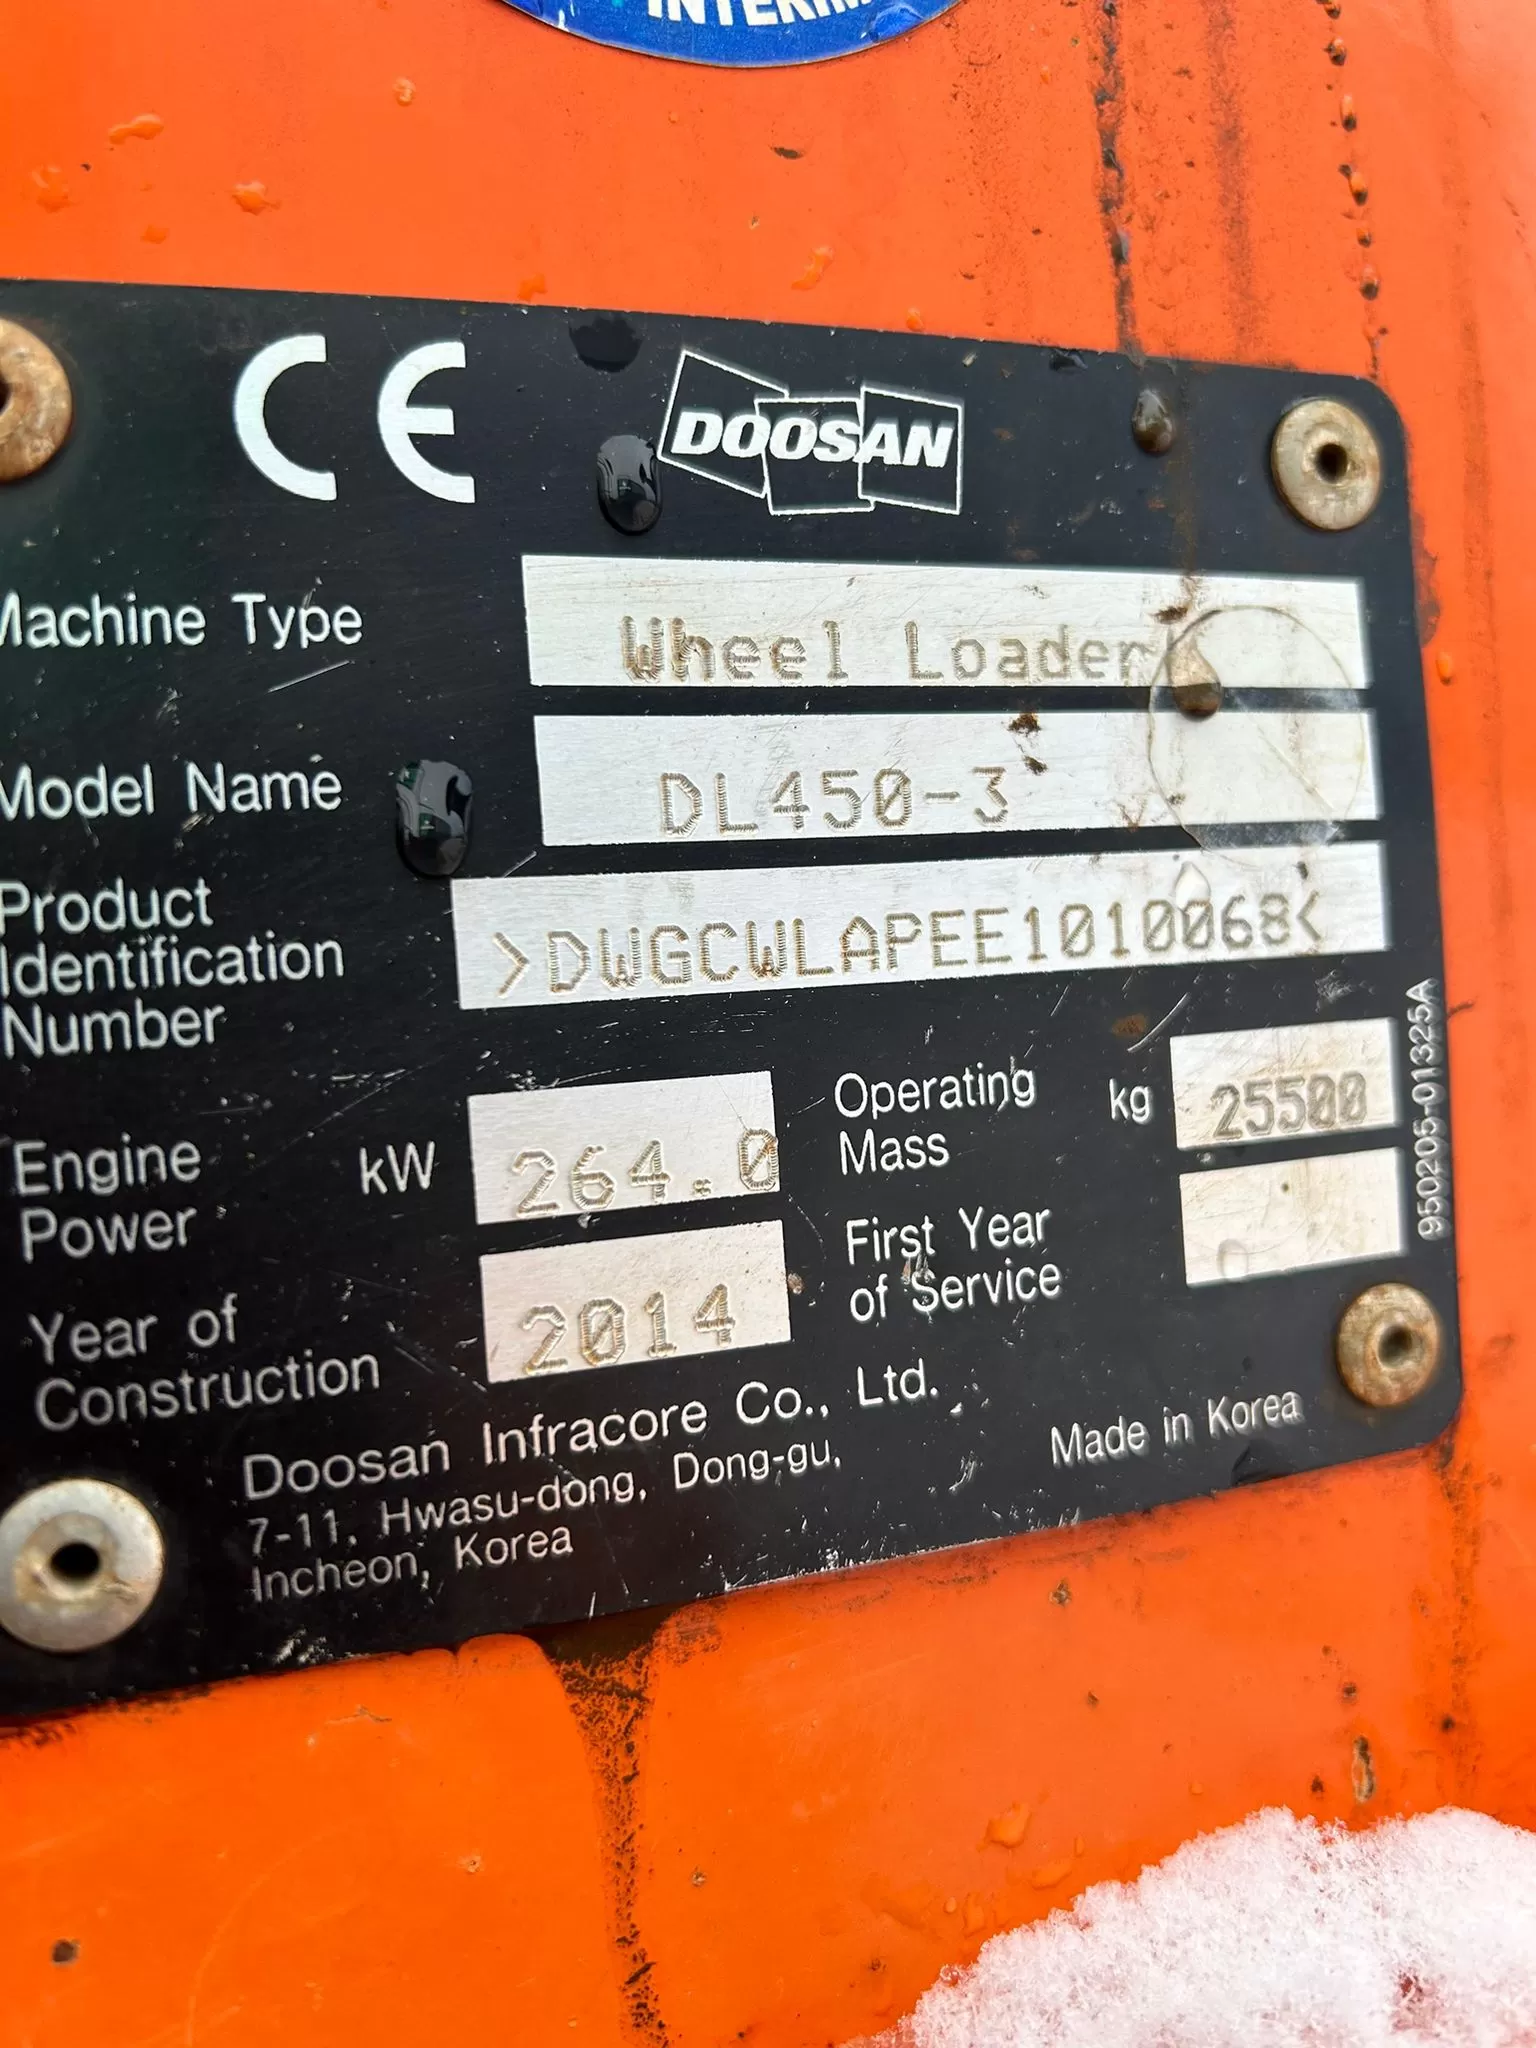 INTERIM
CE
DOOSAN
Machine Type Wheel Loader
Model Name DL450-3
Product
Identification
Number >DWGCWLAPEE1010068<
Engine
Power kW 264.0
Operating
Mass kg 25500
Year of
Construction 2014
First Year
of Service
Doosan Infracore Co., Ltd.
7-11, Hwasu-dong, Dong-gu,
Incheon, Korea
Made in Korea
950205-01325A